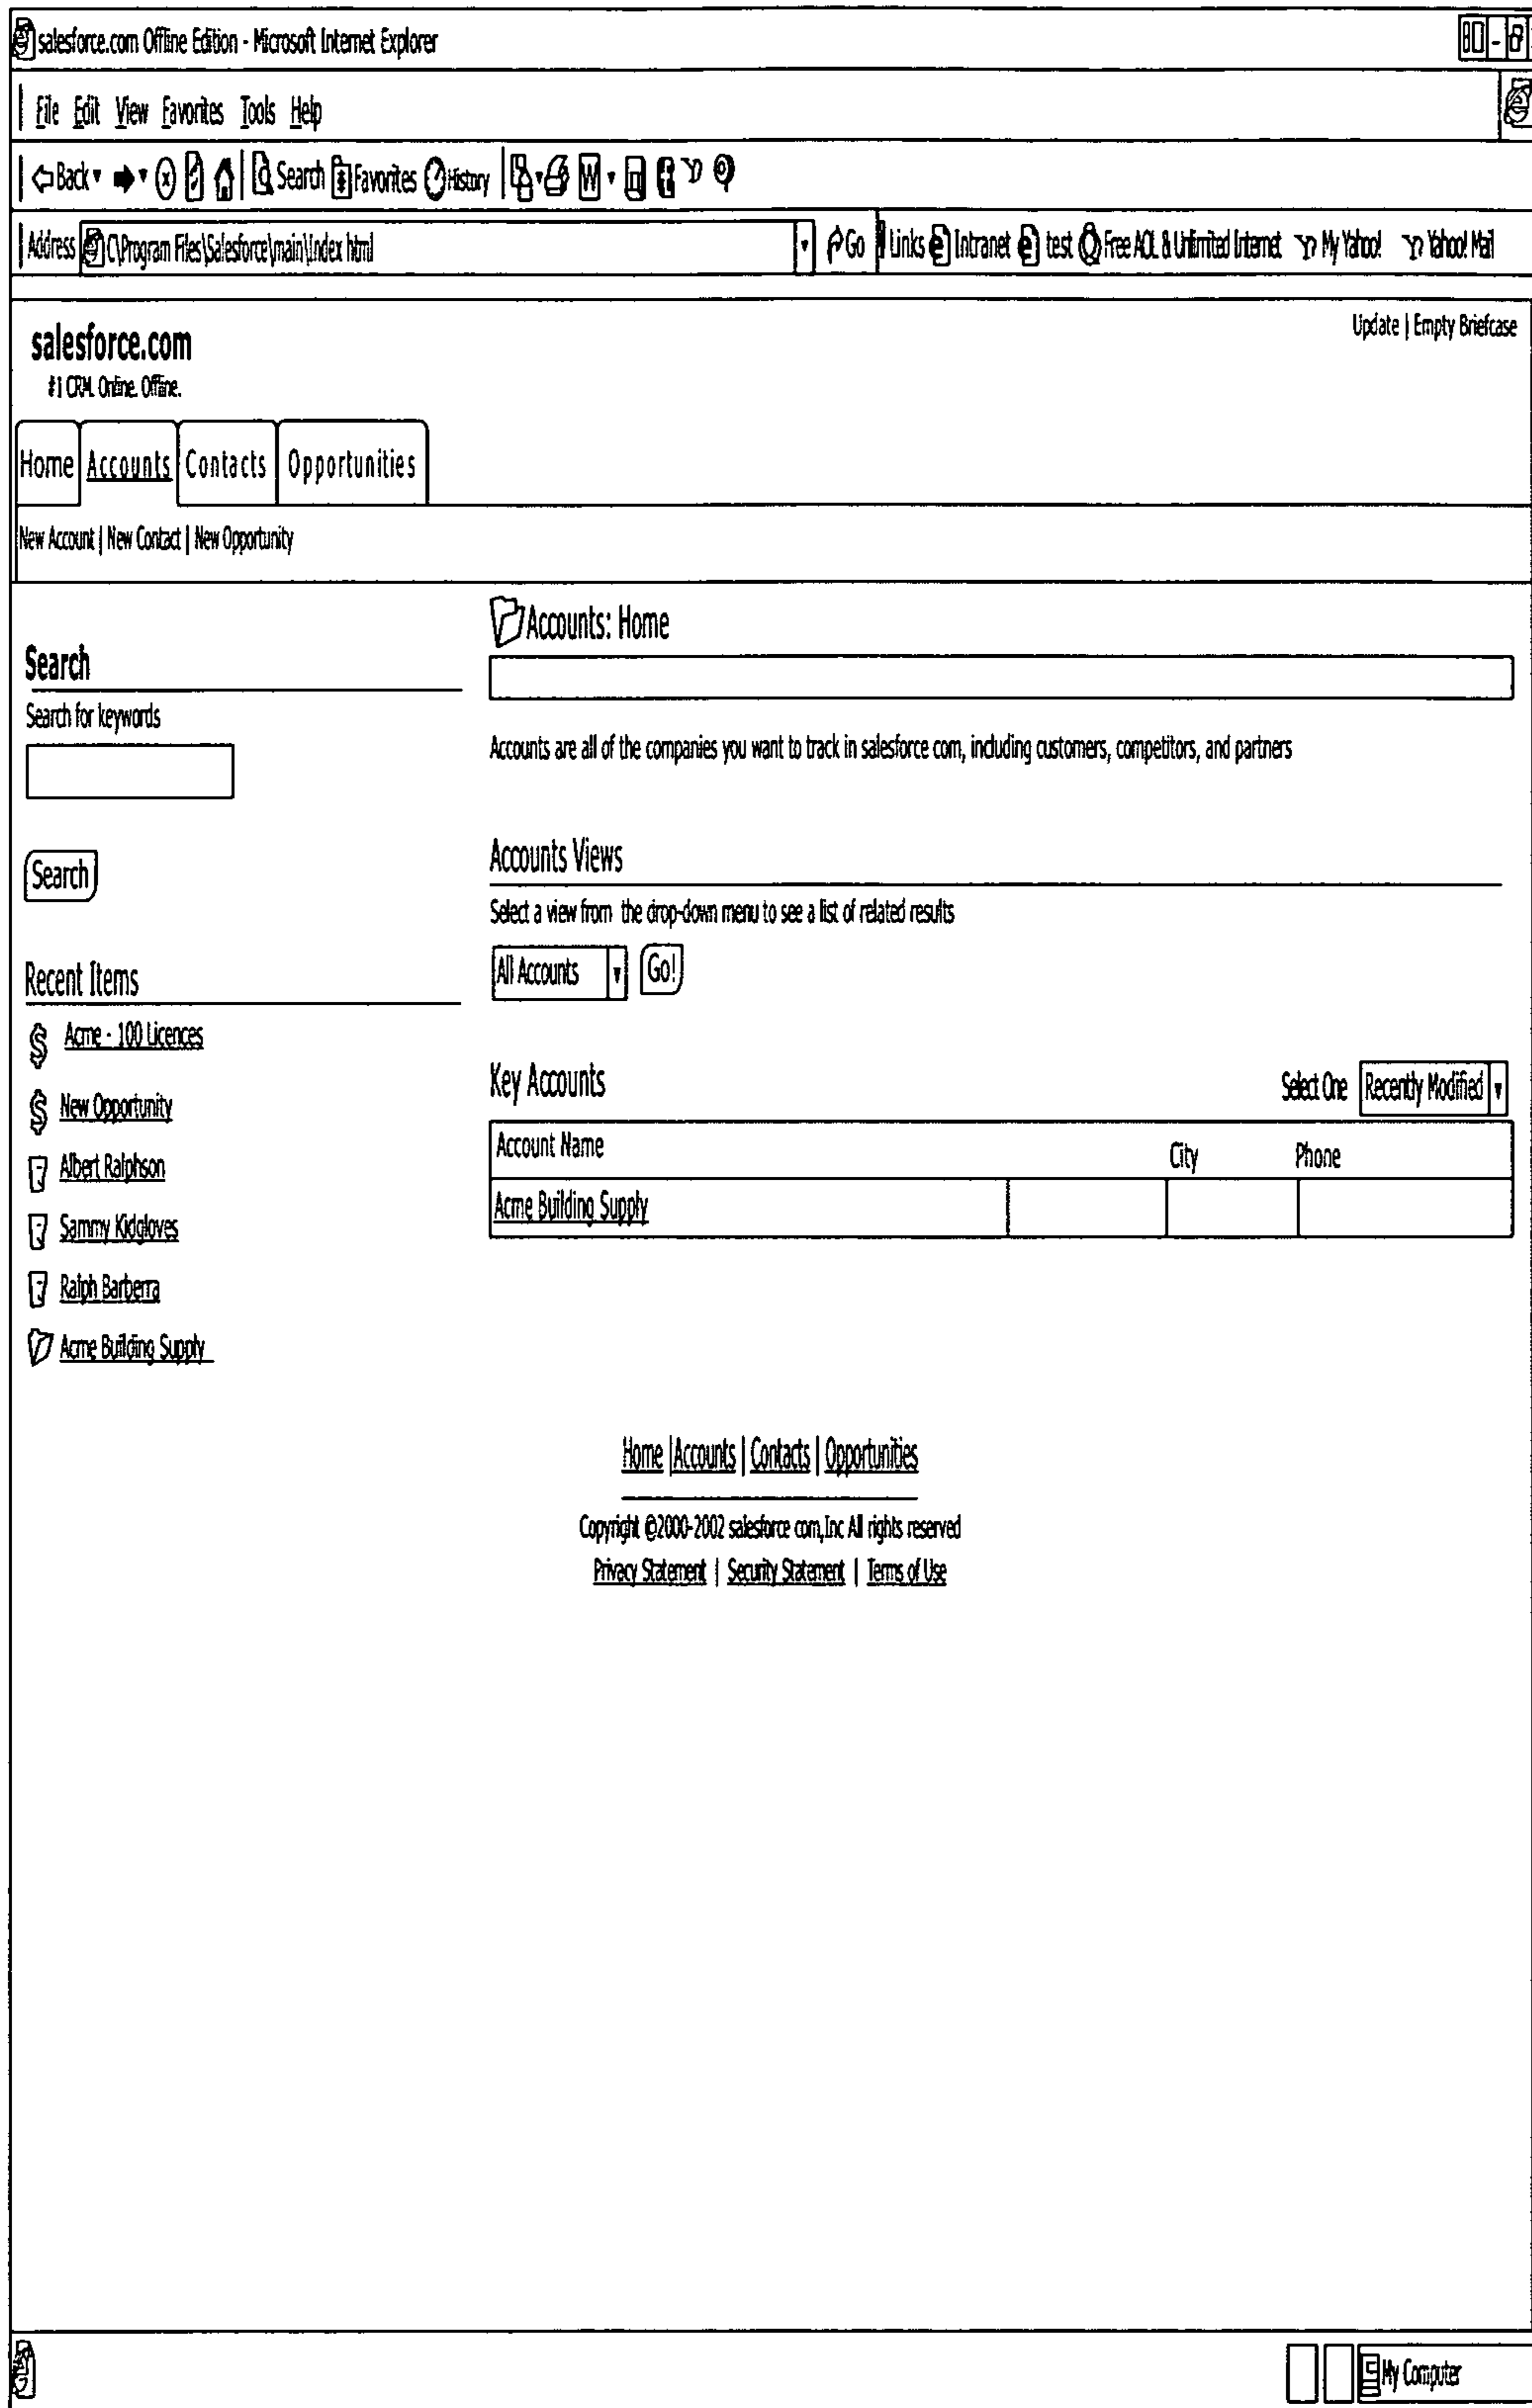 salesforce.com Offline Edition - Microsoft Internet Explorer
File Edit View Favorites Tools Help
Back Search Favorites History W
Address C\Program Files\Salesforce\main\Index html Go Links Intranet test Free AOL & Unlimited Internet My Yahoo! Yahoo! Mail
salesforce.com
#1 CRM. Online. Offline.
Update | Empty Briefcase
Home Accounts Contacts Opportunities
New Account | New Contact | New Opportunity
Search
Search for keywords
Search
Recent Items
$ Acme - 100 Licences
$ New Opportunity
Albert Ralphson
Sammy Kidgloves
Ralph Barberra
Acme Building Supply
Accounts: Home
Accounts are all of the companies you want to track in salesforce com, including customers, competitors, and partners
Accounts Views
Select a view from the drop-down menu to see a list of related results
All Accounts Go!
Key Accounts Select One Recently Modified
Account Name City Phone
Acme Building Supply
Home | Accounts | Contacts | Opportunities
Copyright ©2000-2002 salesforce com,Inc All rights reserved
Privacy Statement | Security Statement | Terms of Use
My Computer